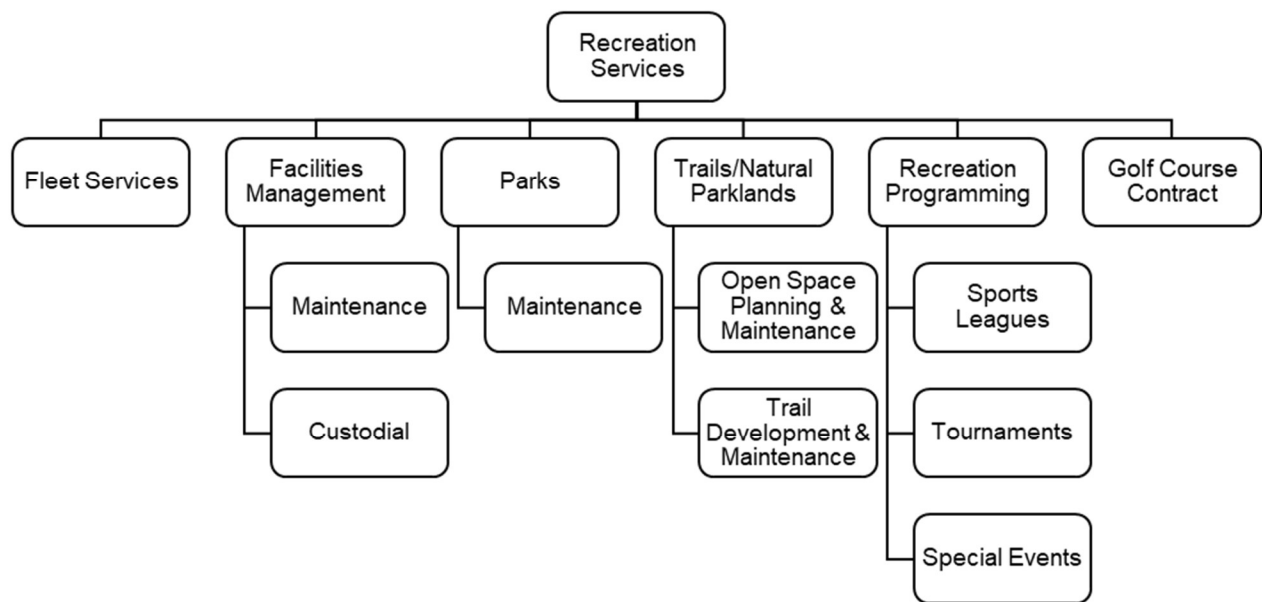 Recreation
Services
Fleet Services
Facilities
Management
Parks
Trails/Natural
Parklands
Recreation
Programming
Golf Course
Contract
Maintenance
Maintenance
Open Space
Planning &
Maintenance
Sports
Leagues
Custodial
Trail
Development &
Maintenance
Tournaments
Special Events